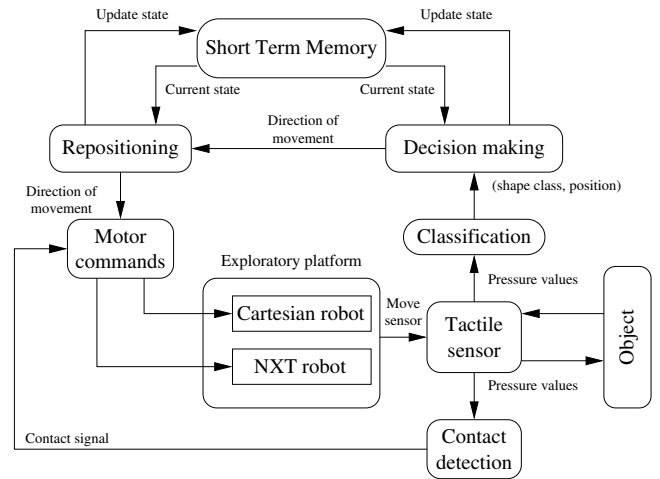 Update state
Update state
Short Term Memory
Current state
Current state
Repositioning
Direction of
movement
Decision making
Direction of
movement
(shape class, position)
Motor
commands
Classification
Exploratory platform
Pressure values
Cartesian robot
Move
sensor
Tactile
sensor
Object
NXT robot
Pressure values
Contact signal
Contact
detection